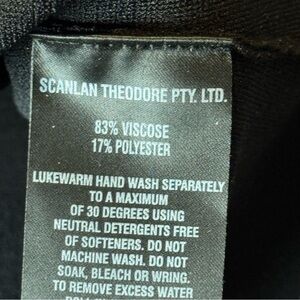 SCANLAN THEODORE PTY. LTD.
83% VISCOSE
17% POLYESTER
LUKEWARM HAND WASH SEPARATELY
TO A MAXIMUM
OF 30 DEGREES USING
NEUTRAL DETERGENTS FREE
OF SOFTENERS. DO NOT
MACHINE WASH. DO NOT
SOAK, BLEACH OR WRING.
TO REMOVE EXCESS WATER